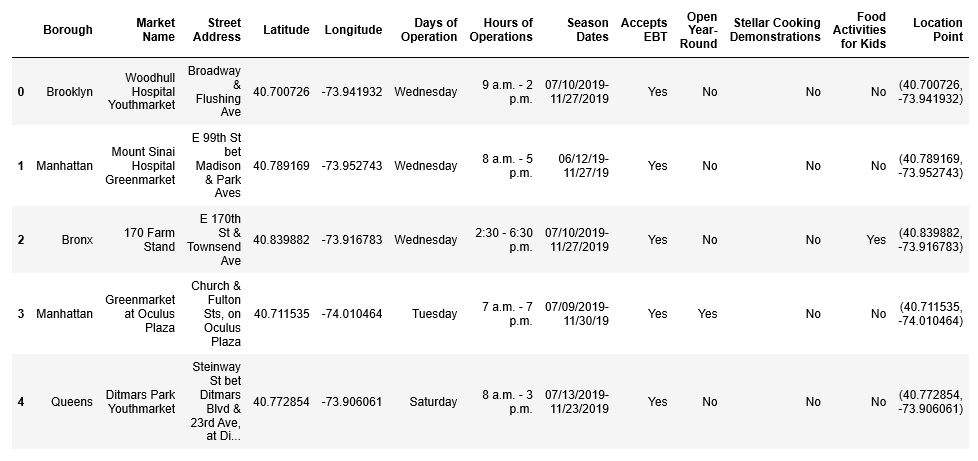 Borough Market Name Street Address Latitude Longitude Days of Operation Hours of Operations Season Dates Accepts EBT Open Year-Round Stellar Cooking Demonstrations Food Activities for Kids Location Point
0 Brooklyn Woodhull Hospital Youthmarket Broadway & Flushing Ave 40.700726 -73.941932 Wednesday 9 a.m. - 2 p.m. 07/10/2019-11/27/2019 Yes No No No (40.700726, -73.941932)
1 Manhattan Mount Sinai Hospital Greenmarket E 99th St bet Madison & Park Aves 40.789169 -73.952743 Wednesday 8 a.m. - 5 p.m. 06/12/19-11/27/19 Yes No No No (40.789169, -73.952743)
2 Bronx 170 Farm Stand E 170th St & Townsend Ave 40.839882 -73.916783 Wednesday 2:30 - 6:30 p.m. 07/10/2019-11/27/2019 Yes No No Yes (40.839882, -73.916783)
3 Manhattan Greenmarket at Oculus Plaza Church & Fulton Sts, on Oculus Plaza 40.711535 -74.010464 Tuesday 7 a.m. - 7 p.m. 07/09/2019-11/30/19 Yes Yes No No (40.711535, -74.010464)
4 Queens Ditmars Park Youthmarket Steinway St bet Ditmars Blvd & 23rd Ave, at Di... 40.772854 -73.906061 Saturday 8 a.m. - 3 p.m. 07/13/2019-11/23/2019 Yes No No No (40.772854, -73.906061)